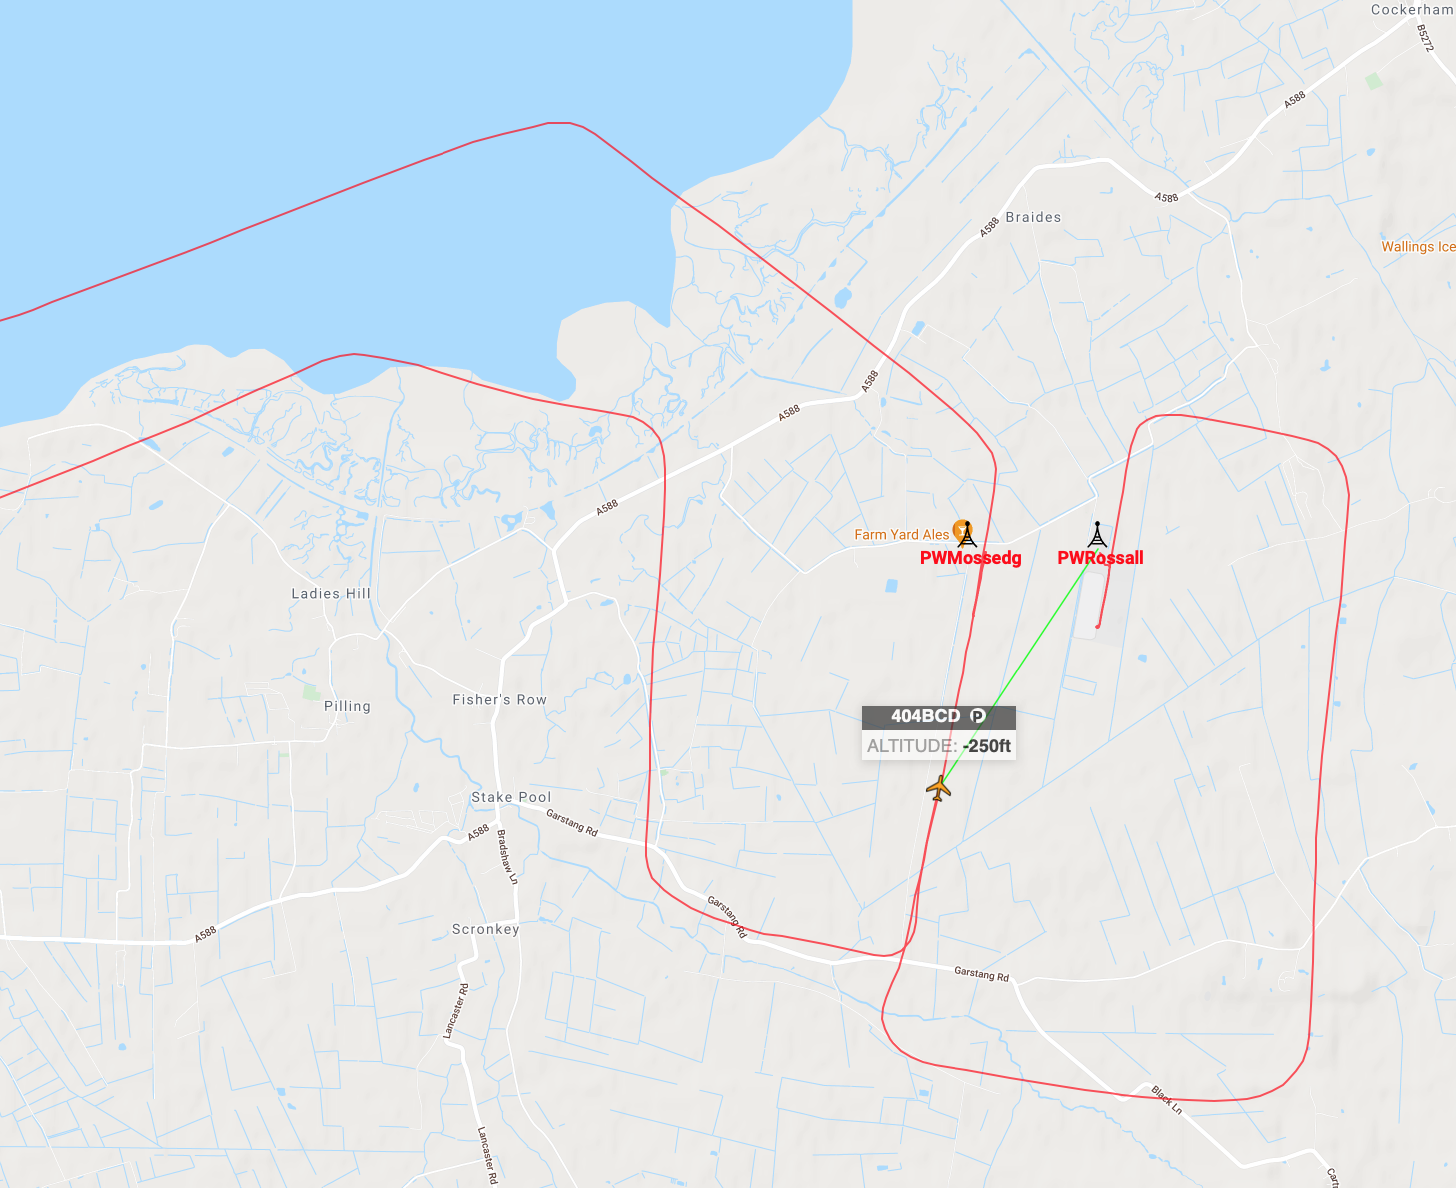 Cockerham
B5272
A588
A588
Braides
A588
Wallings Ice
A588
A588
A588
Farm Yard Ales
PWMossedg
PWRossall
Ladies Hill
Fisher's Row
Pilling
404BCD P
ALTITUDE: -250ft
Stake Pool
Garstang Rd
A588
Bradshaw Ln
Garstang Rd
Scronkey
A588
Garstang Rd
Lancaster Rd
Black Ln
Lancaster Rd
Cartr